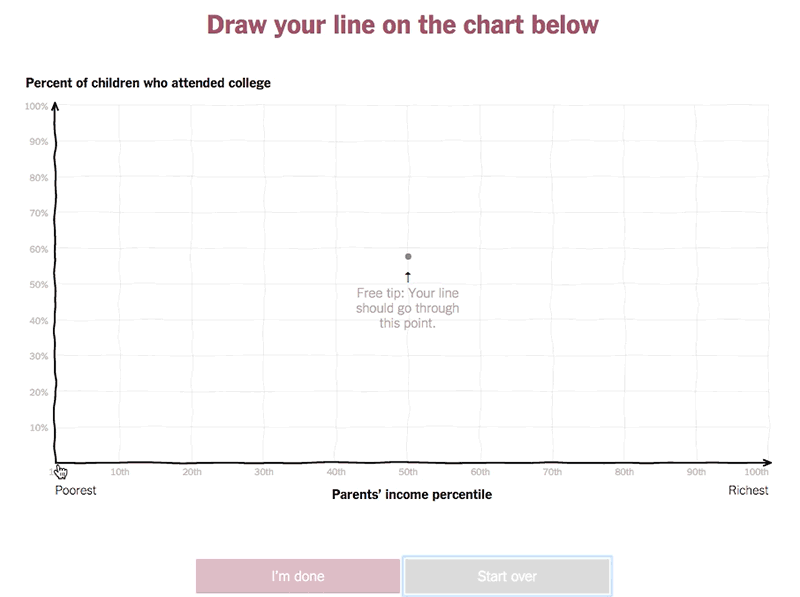 Draw your line on the chart below
Percent of children who attended college
100%
90%
80%
70%
60%
50%
40%
30%
20%
10%
Free tip: Your line
should go through
this point.
10th 20th 30th 40th 50th 60th 70th 80th 90th 100th
Poorest Parents' income percentile Richest
I'm done Start over